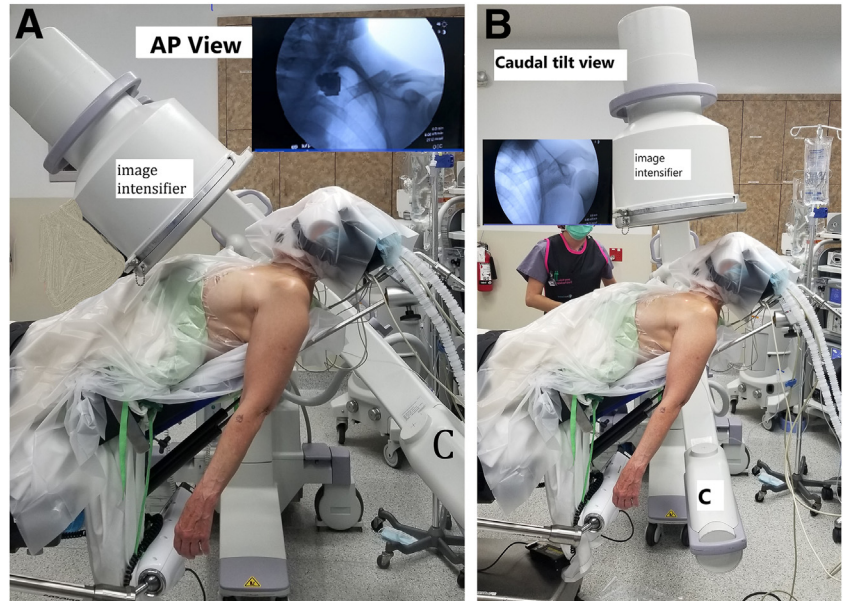 A
AP View
image
intensifier
C
B
Caudal tilt view
image
intensifier
C